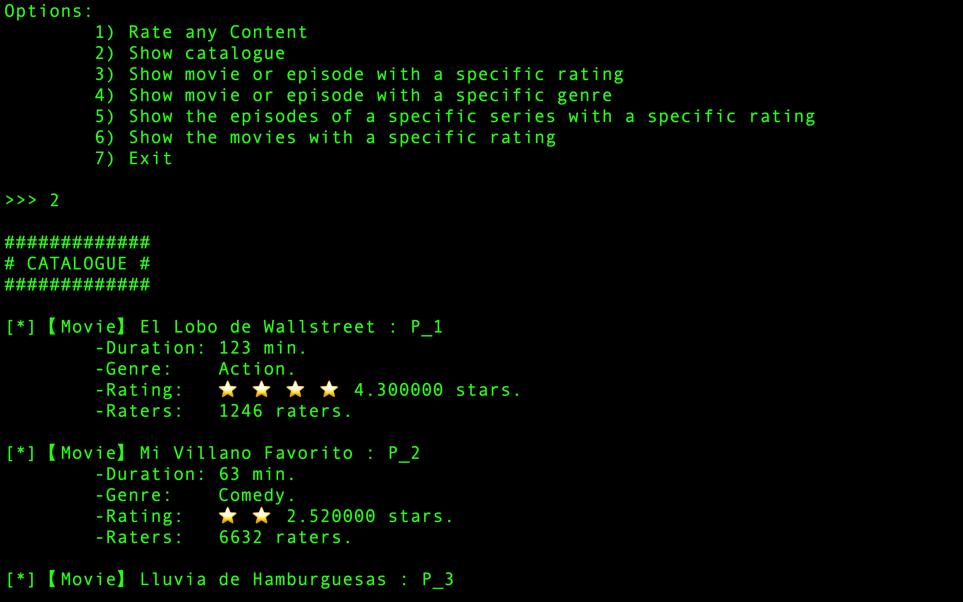 Options:
1) Rate any Content
2) Show catalogue
3) Show movie or episode with a specific rating
4) Show movie or episode with a specific genre
5) Show the episodes of a specific series with a specific rating
6) Show the movies with a specific rating
7) Exit
>>> 2
#############
# CATALOGUE #
#############
[*]【Movie】El Lobo de Wallstreet : P_1
-Duration: 123 min.
-Genre: Action.
-Rating: ⭐ ⭐ ⭐ ⭐ 4.300000 stars.
-Raters: 1246 raters.
[*]【Movie】Mi Villano Favorito : P_2
-Duration: 63 min.
-Genre: Comedy.
-Rating: ⭐ ⭐ 2.520000 stars.
-Raters: 6632 raters.
[*]【Movie】Lluvia de Hamburguesas : P_3